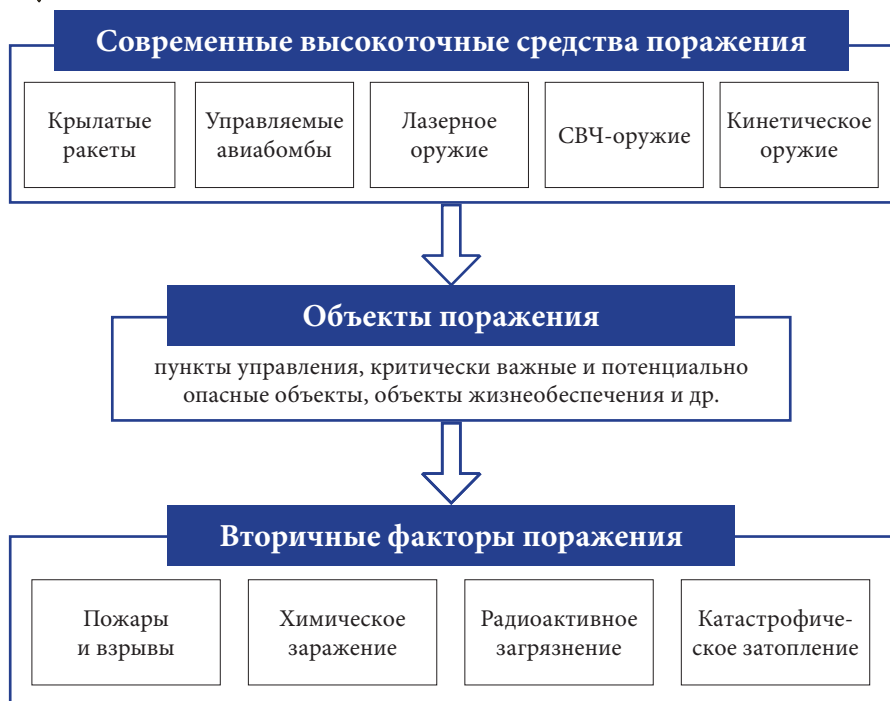 Современные высокоточные средства поражения
Крылатые
ракеты
Управляемые
авиабомбы
Лазерное
оружие
СВЧ-оружие
Кинетическое
оружие
Объекты поражения
пункты управления, критически важные и потенциально
опасные объекты, объекты жизнеобеспечения и др.
Вторичные факторы поражения
Пожары
и взрывы
Химическое
заражение
Радиоактивное
загрязнение
Катастрофиче-
ское затопление